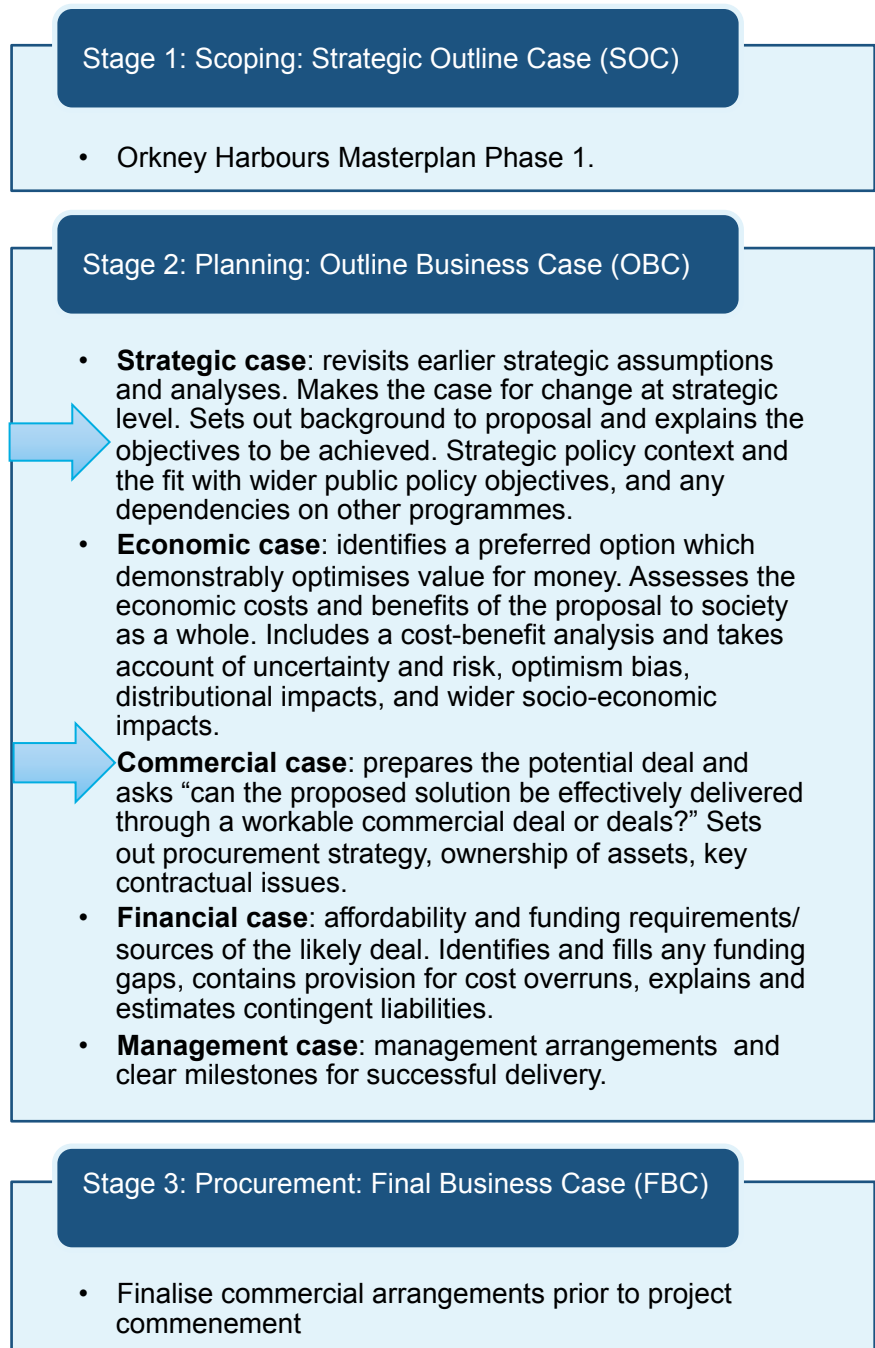 Stage 1: Scoping: Strategic Outline Case (SOC)
• Orkney Harbours Masterplan Phase 1.
Stage 2: Planning: Outline Business Case (OBC)
• Strategic case: revisits earlier strategic assumptions
and analyses. Makes the case for change at strategic
level. Sets out background to proposal and explains the
objectives to be achieved. Strategic policy context and
the fit with wider public policy objectives, and any
dependencies on other programmes.
• Economic case: identifies a preferred option which
demonstrably optimises value for money. Assesses the
economic costs and benefits of the proposal to society
as a whole. Includes a cost-benefit analysis and takes
account of uncertainty and risk, optimism bias,
distributional impacts, and wider socio-economic
impacts.
Commercial case: prepares the potential deal and
asks “can the proposed solution be effectively delivered
through a workable commercial deal or deals?” Sets
out procurement strategy, ownership of assets, key
contractual issues.
• Financial case: affordability and funding requirements/
sources of the likely deal. Identifies and fills any funding
gaps, contains provision for cost overruns, explains and
estimates contingent liabilities.
• Management case: management arrangements and
clear milestones for successful delivery.
Stage 3: Procurement: Final Business Case (FBC)
• Finalise commercial arrangements prior to project
commenement